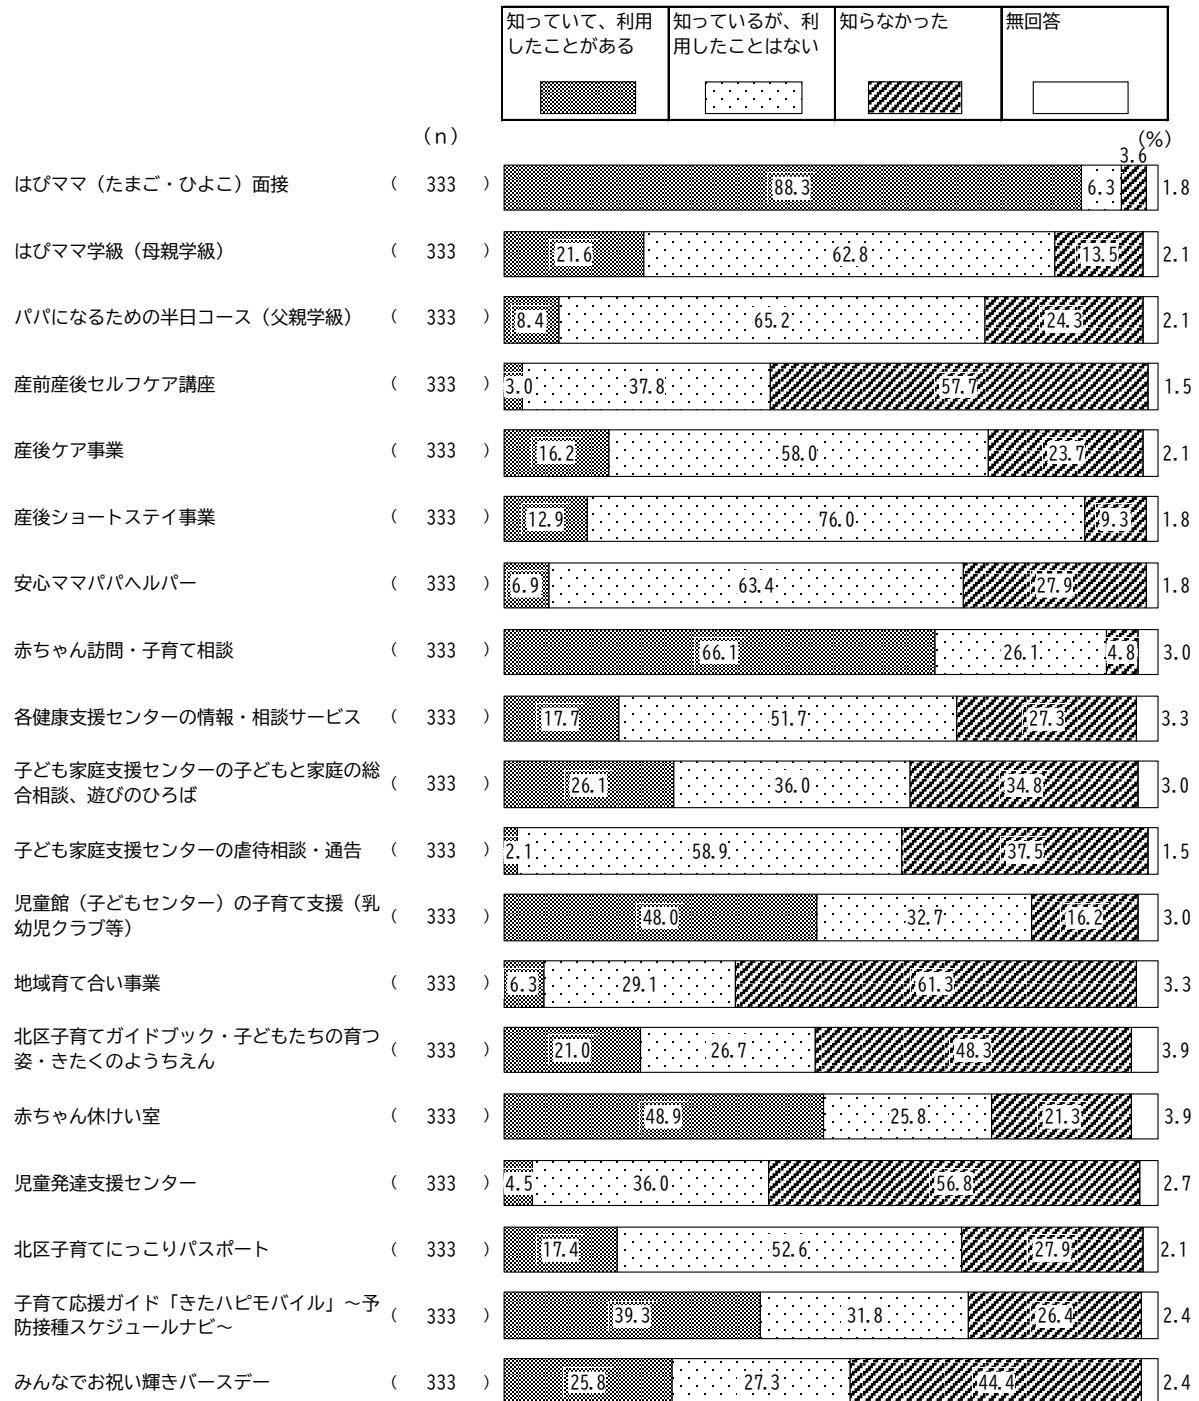 知っていて、利用
したことがある
知っているが、利
用したことはない
知らなかった
無回答
(n)
(%)
はぴママ（たまご・ひよこ）面接 ( 333 ) 88.3 6.3 3.6 1.8
はぴママ学級（母親学級） ( 333 ) 21.6 62.8 13.5 2.1
パパになるための半日コース（父親学級） ( 333 ) 8.4 65.2 24.3 2.1
産前産後セルフケア講座 ( 333 ) 3.0 37.8 57.7 1.5
産後ケア事業 ( 333 ) 16.2 58.0 23.7 2.1
産後ショートステイ事業 ( 333 ) 12.9 76.0 9.3 1.8
安心ママパパヘルパー ( 333 ) 6.9 63.4 27.9 1.8
赤ちゃん訪問・子育て相談 ( 333 ) 66.1 26.1 4.8 3.0
各健康支援センターの情報・相談サービス ( 333 ) 17.7 51.7 27.3 3.3
子ども家庭支援センターの子どもと家庭の総
合相談、遊びのひろば ( 333 ) 26.1 36.0 34.8 3.0
子ども家庭支援センターの虐待相談・通告 ( 333 ) 2.1 58.9 37.5 1.5
児童館（子どもセンター）の子育て支援（乳
幼児クラブ等） ( 333 ) 48.0 32.7 16.2 3.0
地域育て合い事業 ( 333 ) 6.3 29.1 61.3 3.3
北区子育てガイドブック・子どもたちの育つ
姿・きたくのようちえん ( 333 ) 21.0 26.7 48.3 3.9
赤ちゃん休けい室 ( 333 ) 48.9 25.8 21.3 3.9
児童発達支援センター ( 333 ) 4.5 36.0 56.8 2.7
北区子育てにっこりパスポート ( 333 ) 17.4 52.6 27.9 2.1
子育て応援ガイド「きたハピモバイル」～予
防接種スケジュールナビ～ ( 333 ) 39.3 31.8 26.4 2.4
みんなでお祝い輝きバースデー ( 333 ) 25.8 27.3 44.4 2.4